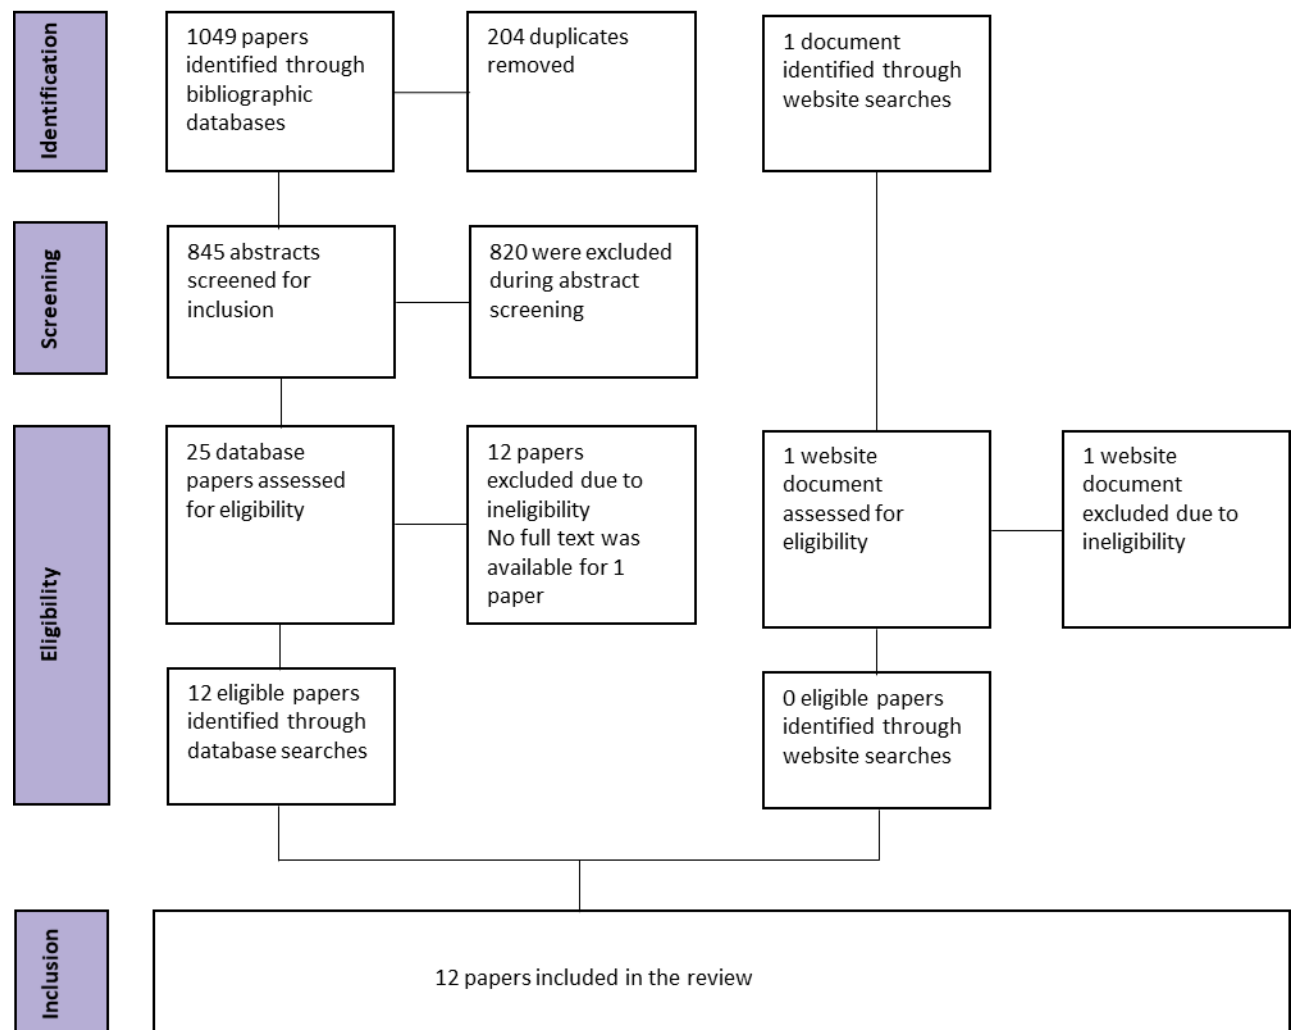 Identification
1049 papers
identified through
bibliographic
databases
204 duplicates
removed
1 document
identified through
website searches
Screening
845 abstracts
screened for
inclusion
820 were excluded
during abstract
screening
Eligibility
25 database
papers assessed
for eligibility
12 papers
excluded due to
ineligibility
No full text was
available for 1
paper
1 website
document
assessed for
eligibility
1 website
document
excluded due to
ineligibility
12 eligible papers
identified through
database searches
0 eligible papers
identified through
website searches
Inclusion
12 papers included in the review